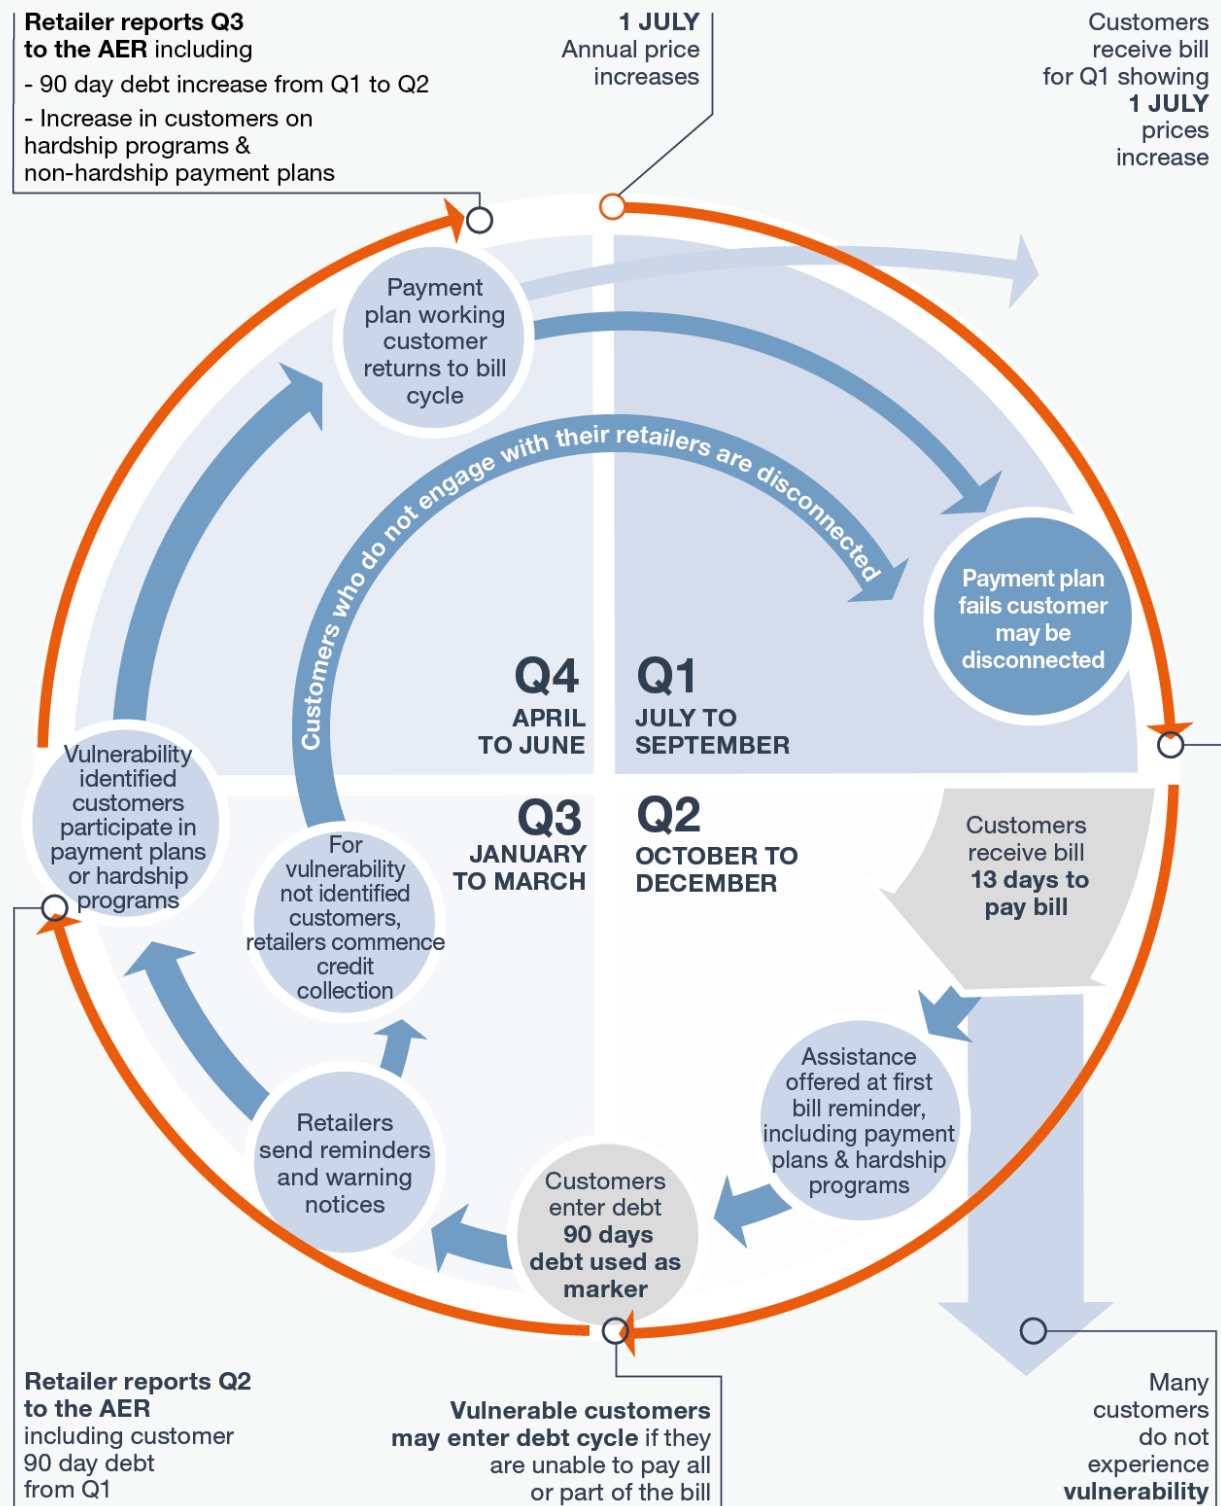 Retailer reports Q3
to the AER including
- 90 day debt increase from Q1 to Q2
- Increase in customers on
hardship programs &
non-hardship payment plans
1 JULY
Annual price
increases
Customers
receive bill
for Q1 showing
1 JULY
prices
increase
Payment
plan working
customer
returns to bill
cycle
Customers who do not engage with their retailers are disconnected
Payment plan
fails customer
may be
disconnected
Q4
APRIL
TO JUNE
Q1
JULY TO
SEPTEMBER
Vulnerability
identified
customers
participate in
payment plans
or hardship
programs
For
vulnerability
not identified
customers,
retailers commence
credit
collection
Q3
JANUARY
TO MARCH
Q2
OCTOBER TO
DECEMBER
Customers
receive bill
13 days to
pay bill
Assistance
offered at first
bill reminder,
including payment
plans & hardship
programs
Retailers
send reminders
and warning
notices
Customers
enter debt
90 days
debt used as
marker
Retailer reports Q2
to the AER
including customer
90 day debt
from Q1
Vulnerable customers
may enter debt cycle if they
are unable to pay all
or part of the bill
Many
customers
do not
experience
vulnerability